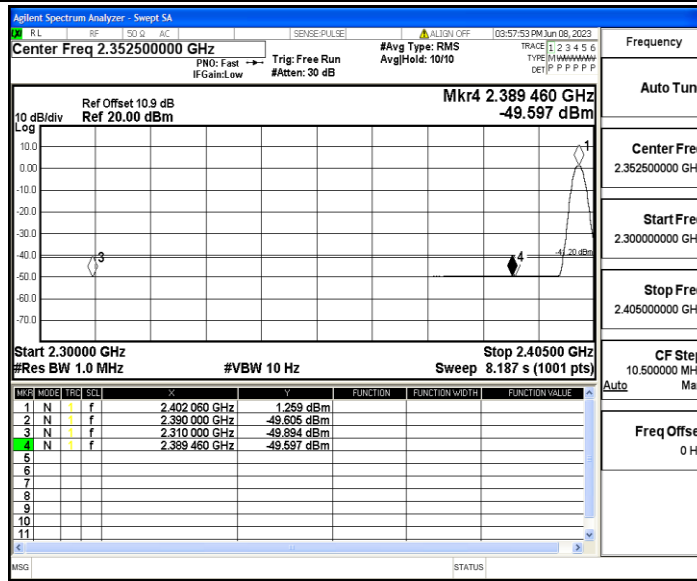 Agilent Spectrum Analyzer - Swept SA
RL RF 50 Ω AC SENSE:PULSE ALIGN OFF 03:57:53 PM Jun 08, 2023
Center Freq 2.352500000 GHz
PNO: Fast
IFGain:Low
Trig: Free Run
#Atten: 30 dB
#Avg Type: RMS
Avg|Hold: 10/10
TRACE 1 2 3 4 5 6
TYPE M WWWWW
DET P P P P P P
Ref Offset 10.9 dB
10 dB/div Ref 20.00 dBm
Log
Mkr4 2.389 460 GHz
-49.597 dBm
10.0
0.00
-10.0
-20.0
-30.0
-40.0
-50.0
-60.0
-70.0
1
3
4
-41.20 dBm
Start 2.30000 GHz Stop 2.40500 GHz
#Res BW 1.0 MHz #VBW 10 Hz Sweep 8.187 s (1001 pts)
MKR MODE TRC SCL X Y FUNCTION FUNCTION WIDTH FUNCTION VALUE
1 N 1 f 2.402 060 GHz 1.259 dBm
2 N 1 f 2.390 000 GHz -49.605 dBm
3 N 1 f 2.310 000 GHz -49.894 dBm
4 N 1 f 2.389 460 GHz -49.597 dBm
5
6
7
8
9
10
11
MSG STATUS
Frequency
Auto Tun
Center Fre
2.352500000 GH
Start Fre
2.300000000 GH
Stop Fre
2.405000000 GH
CF Step
10.500000 MH
Auto Ma
Freq Offse
0 H